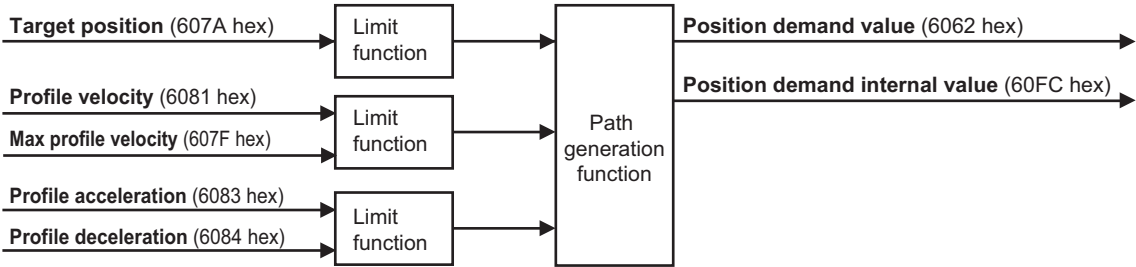 Target position (607A hex)
Limit
function
Profile velocity (6081 hex)
Max profile velocity (607F hex)
Limit
function
Profile acceleration (6083 hex)
Profile deceleration (6084 hex)
Limit
function
Path
generation
function
Position demand value (6062 hex)
Position demand internal value (60FC hex)